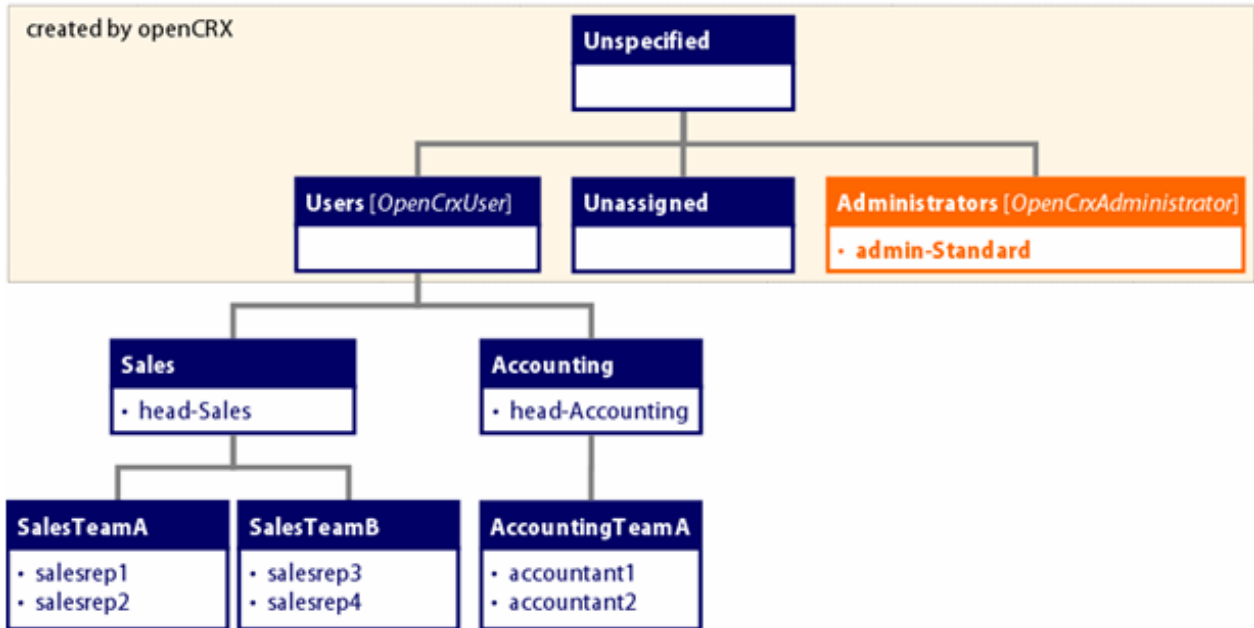 created by openCRX
Unspecified
Users [OpenCrxUser]
Unassigned
Administrators [OpenCrxAdministrator]
• admin-Standard
Sales
• head-Sales
Accounting
• head-Accounting
SalesTeamA
• salesrep1
• salesrep2
SalesTeamB
• salesrep3
• salesrep4
AccountingTeamA
• accountant1
• accountant2